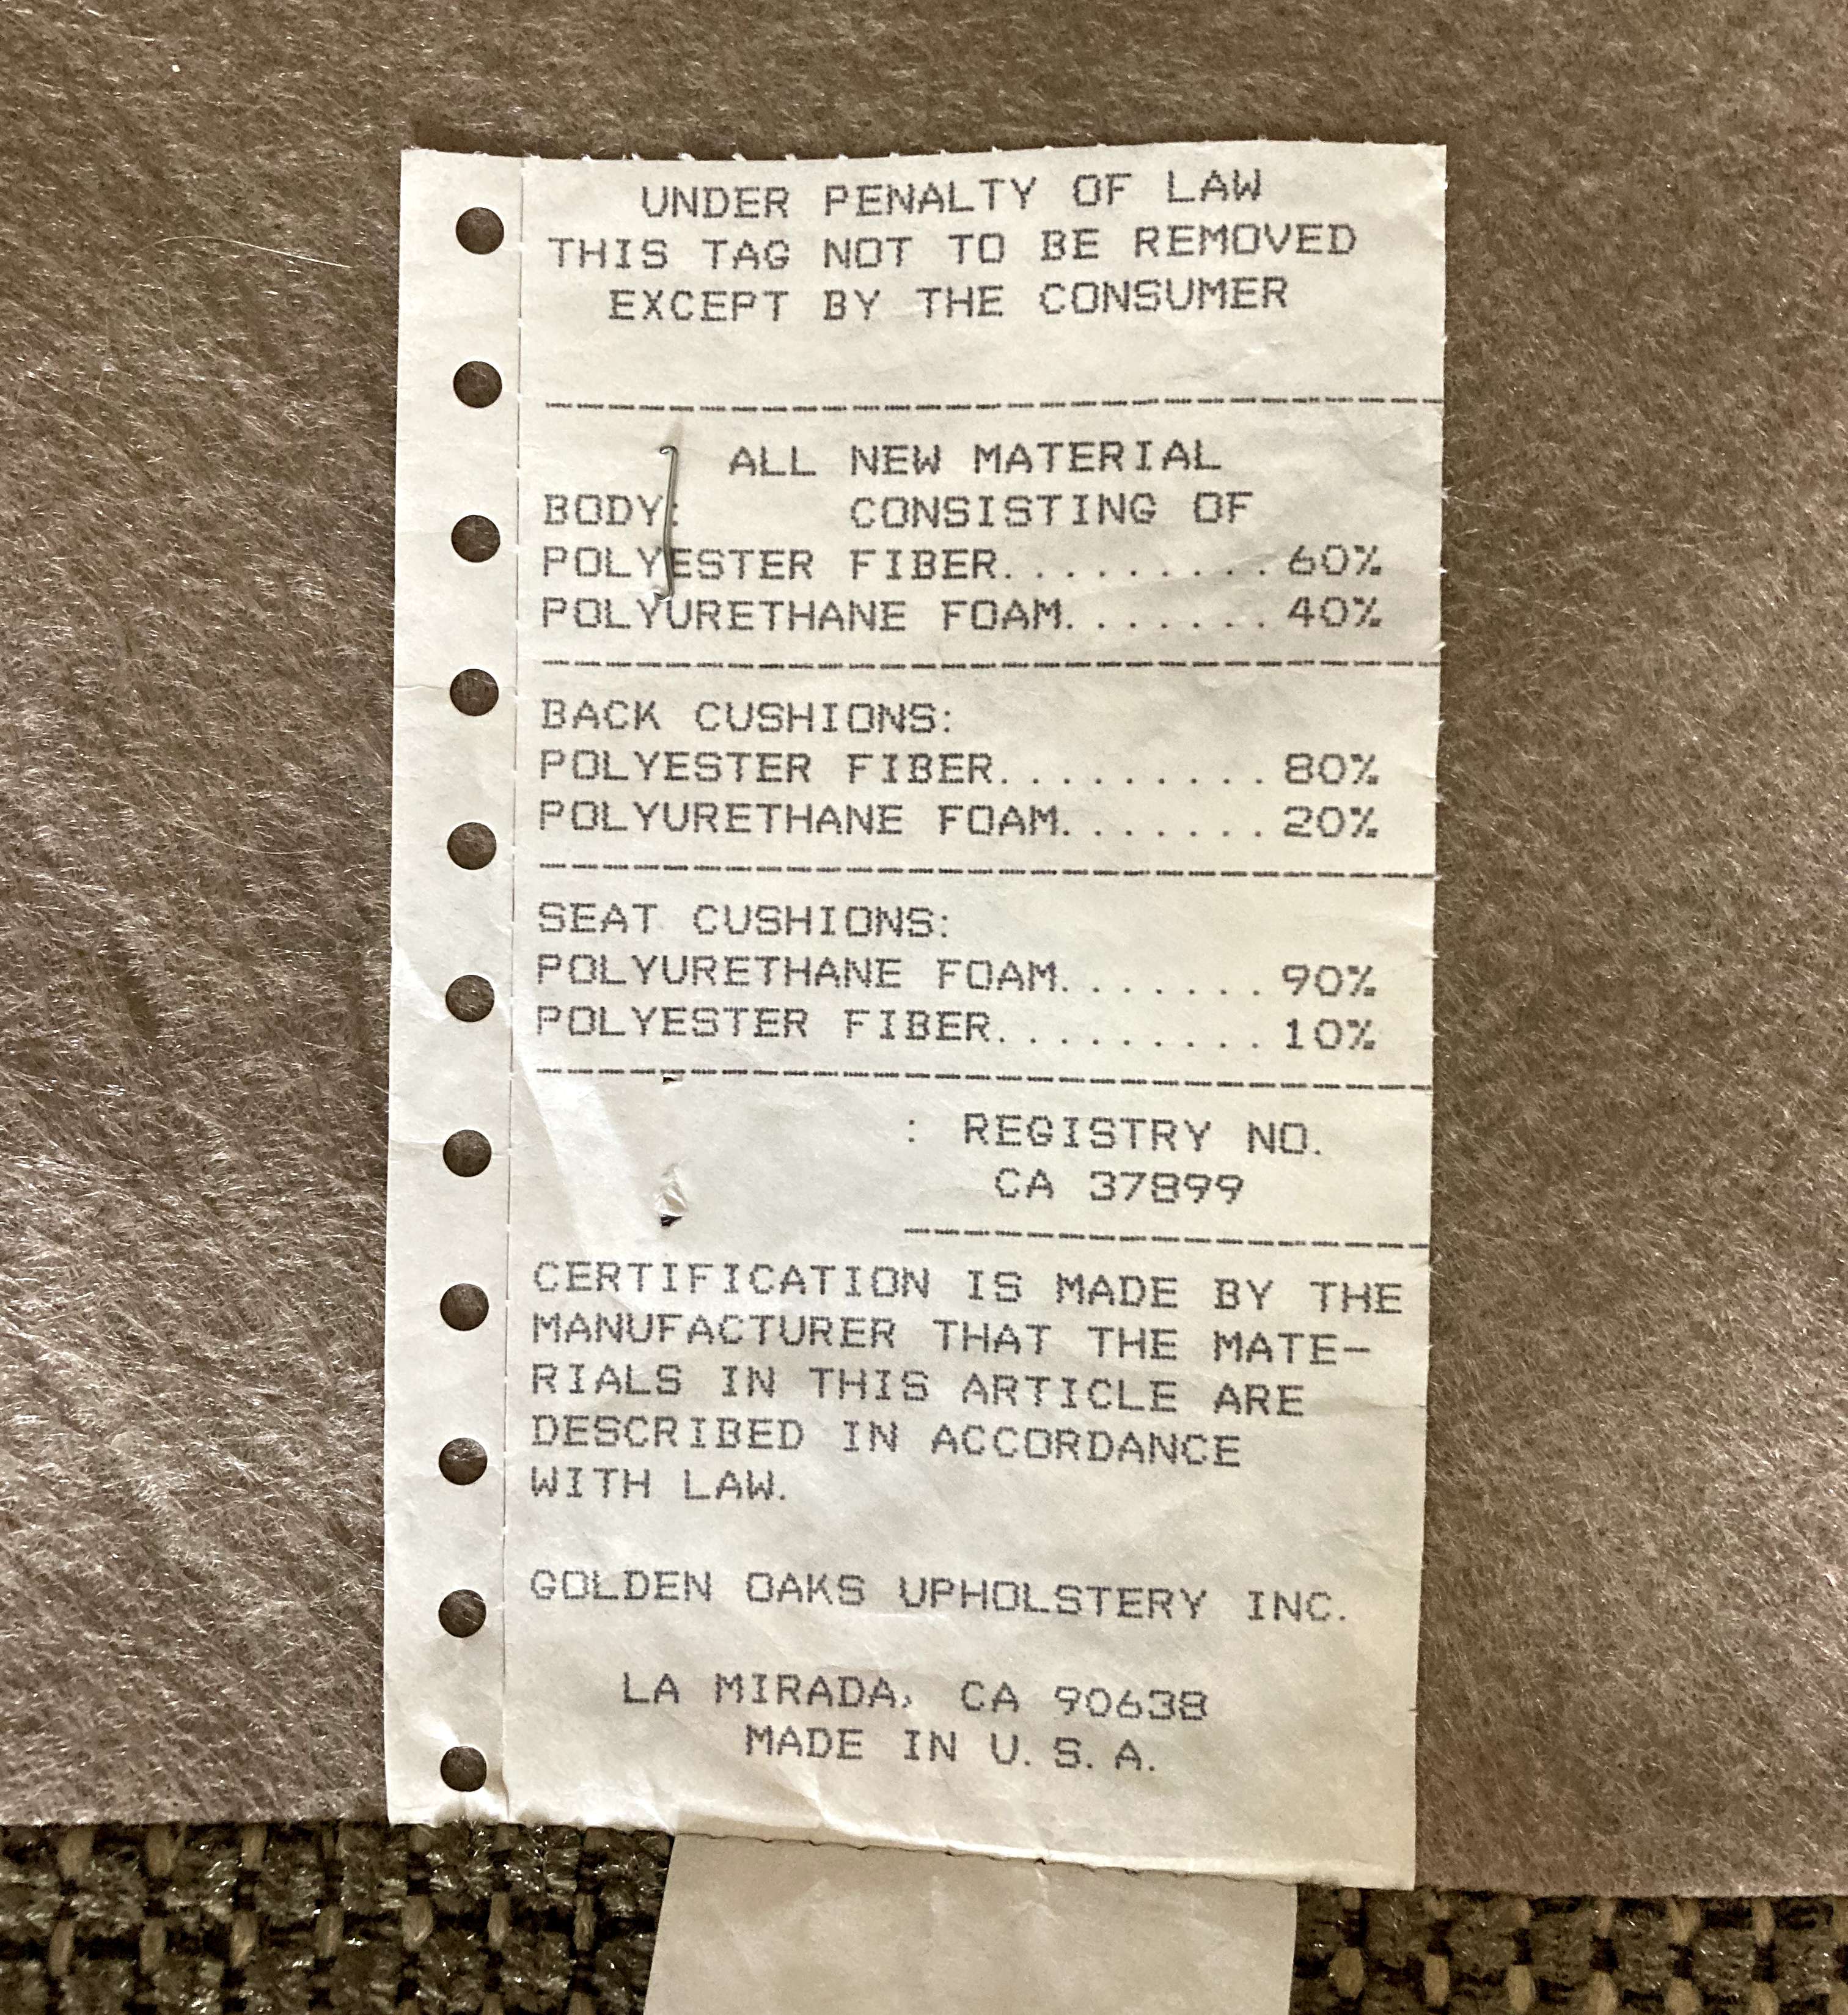 UNDER PENALTY OF LAW
THIS TAG NOT TO BE REMOVED
EXCEPT BY THE CONSUMER
ALL NEW MATERIAL
BODY: CONSISTING OF
POLYESTER FIBER.........60%
POLYURETHANE FOAM.......40%
BACK CUSHIONS:
POLYESTER FIBER.........80%
POLYURETHANE FOAM.......20%
SEAT CUSHIONS:
POLYURETHANE FOAM.......90%
POLYESTER FIBER.........10%
: REGISTRY NO.
CA 37899
CERTIFICATION IS MADE BY THE
MANUFACTURER THAT THE MATE-
RIALS IN THIS ARTICLE ARE
DESCRIBED IN ACCORDANCE
WITH LAW.
GOLDEN OAKS UPHOLSTERY INC.
LA MIRADA, CA 90638
MADE IN U.S.A.